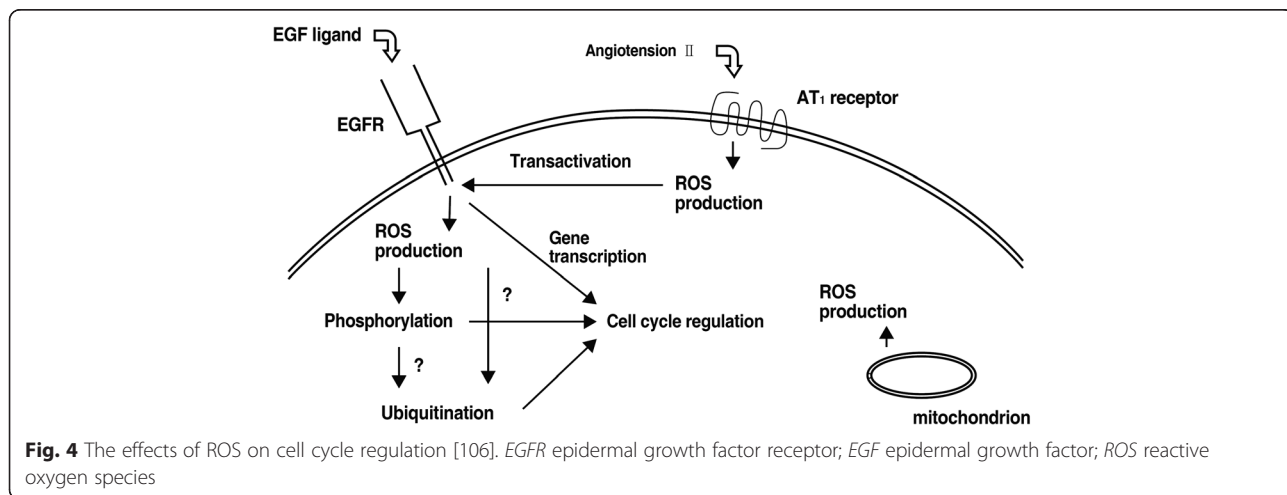 EGF ligand
Angiotension Ⅱ
AT₁ receptor
EGFR
Transactivation
ROS
production
ROS
production
Gene
transcription
?
ROS
production
Phosphorylation
Cell cycle regulation
?
Ubiquitination
mitochondrion
Fig. 4 The effects of ROS on cell cycle regulation [106]. EGFR epidermal growth factor receptor; EGF epidermal growth factor; ROS reactive
oxygen species